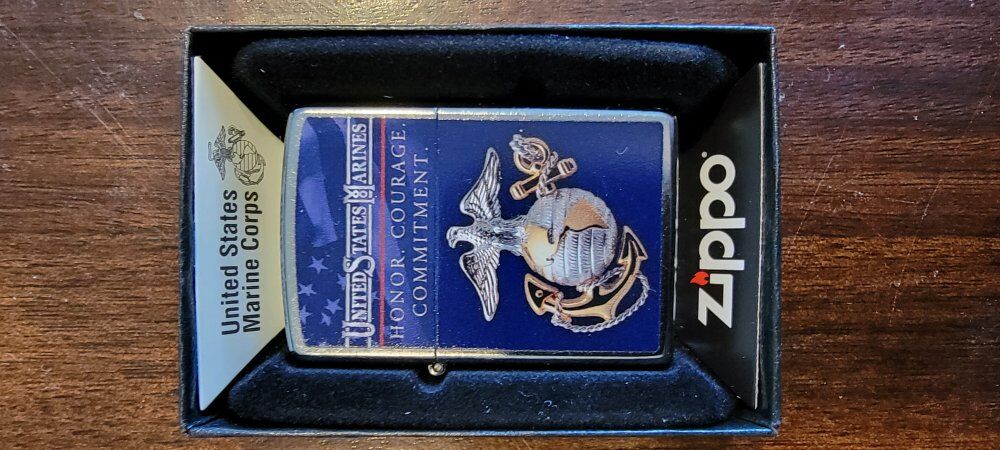 United States
Marine Corps
UNITED STATES MARINES
HONOR. COURAGE.
COMMITMENT.
zippo®